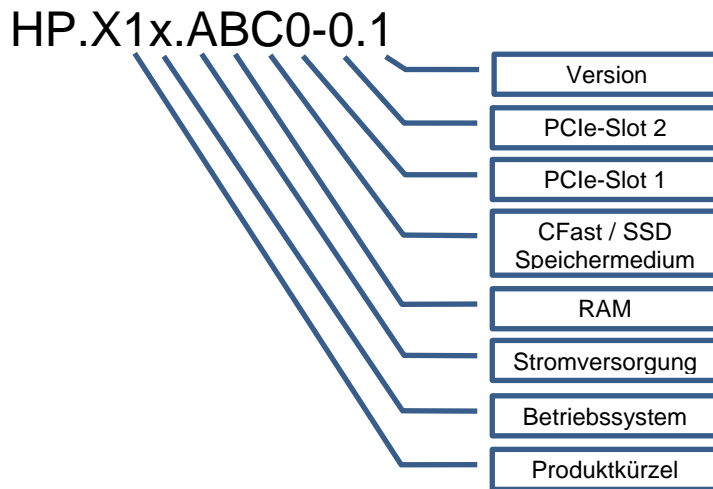 HP.X1x.ABC0-0.1
Version
PCIe-Slot 2
PCIe-Slot 1
CFast / SSD
Speichermedium
RAM
Stromversorgung
Betriebssystem
Produktkürzel